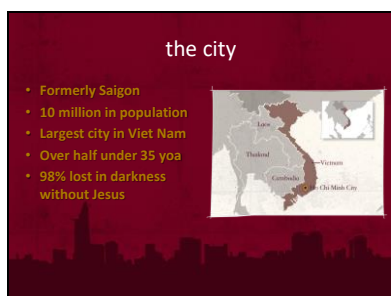 the city
• Formerly Saigon
• 10 million in population
• Largest city in Viet Nam
• Over half under 35 yoa
• 98% lost in darkness
without Jesus
Laos
Thailand
Vietnam
Cambodia
Ho Chi Minh City